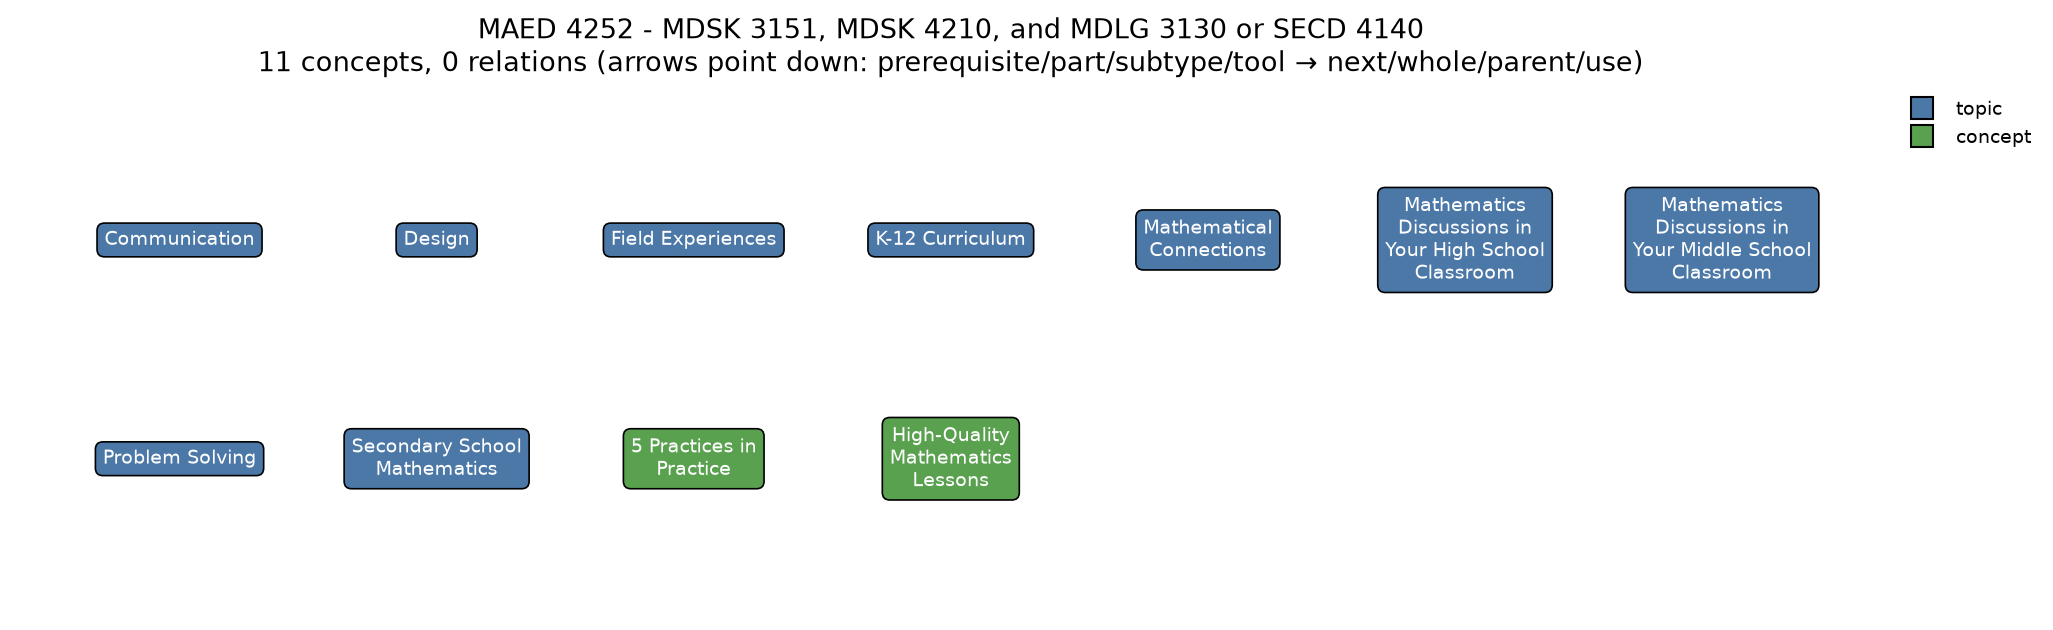 MAED 4252 - MDSK 3151, MDSK 4210, and MDLG 3130 or SECD 4140
11 concepts, 0 relations (arrows point down: prerequisite/part/subtype/tool → next/whole/parent/use)
topic
concept
Communication
Design
Field Experiences
K-12 Curriculum
Mathematical
Connections
Mathematics
Discussions in
Your High School
Classroom
Mathematics
Discussions in
Your Middle School
Classroom
Problem Solving
Secondary School
Mathematics
5 Practices in
Practice
High-Quality
Mathematics
Lessons